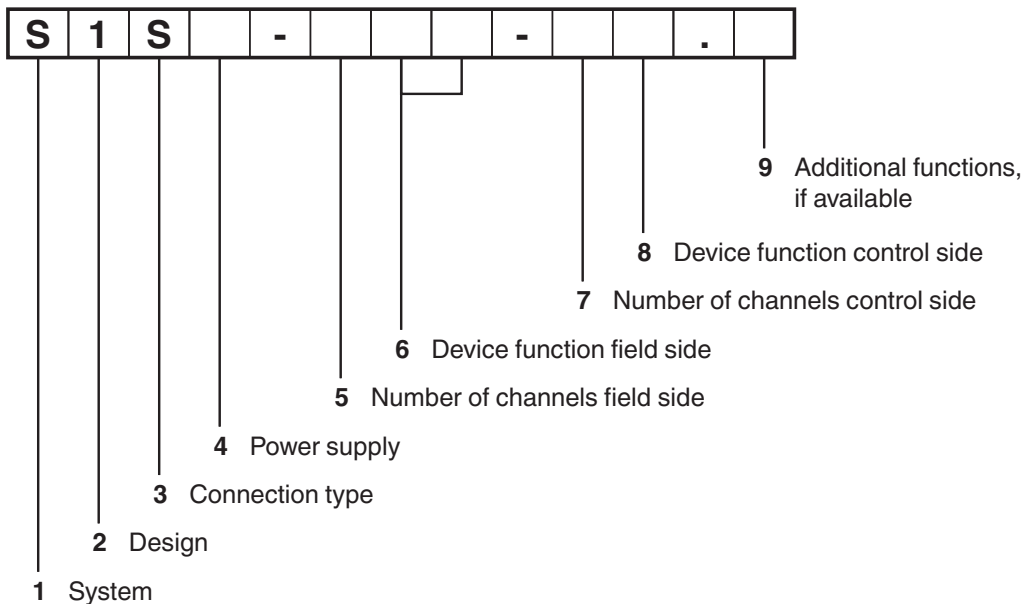 S 1 S - - .
9 Additional functions,
if available
8 Device function control side
7 Number of channels control side
6 Device function field side
5 Number of channels field side
4 Power supply
3 Connection type
2 Design
1 System